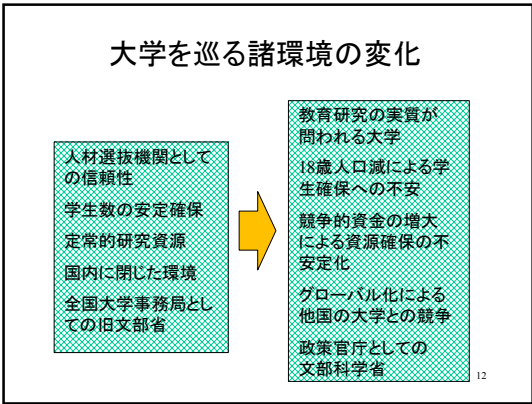 大学を巡る諸環境の変化
人材選抜機関として
の信頼性
学生数の安定確保
定常的研究資源
国内に閉じた環境
全国大学事務局とし
ての旧文部省
教育研究の実質が
問われる大学
18歳人口減による学
生確保への不安
競争的資金の増大
による資源確保の不
安定化
グローバル化による
他国の大学との競争
政策官庁としての
文部科学省
12